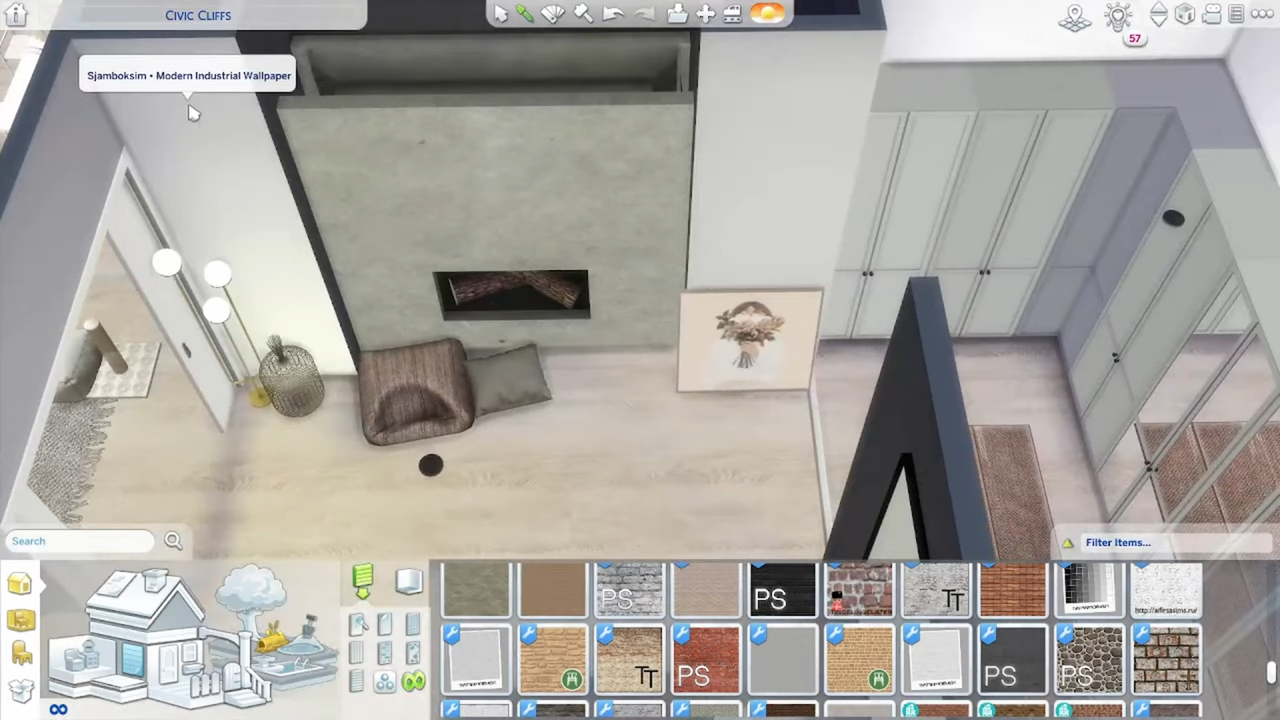 CIVIC CLIFFS
57
Sjamboksim • Modern Industrial Wallpaper
Search
Filter Items...
PS
PS
TT
TT
PS
PS
PS